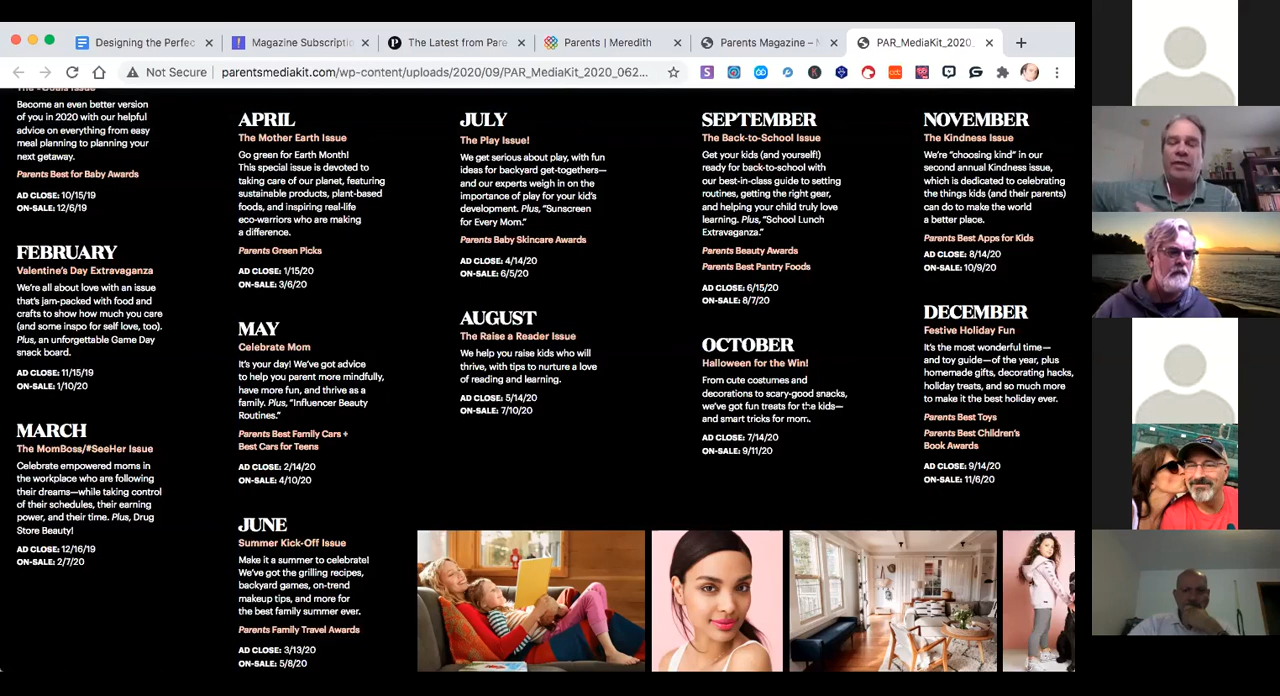 Designing the Perfec
Magazine Subscriptio
The Latest from Pare
Parents | Meredith
Parents Magazine – M
PAR_MediaKit_2020_
Not Secure
parentsmediakit.com/wp-content/uploads/2020/09/PAR_MediaKit_2020_062...
Become an even better version
of you in 2020 with our helpful
advice on everything from easy
meal planning to planning your
next getaway.
Parents Best for Baby Awards
AD CLOSE: 10/15/19
ON-SALE: 12/6/19
FEBRUARY
Valentine's Day Extravaganza
We're all about love with an issue
that's jam-packed with food and
crafts to show how much you care
(and some inspo for self love, too).
Plus, an unforgettable Game Day
snack board.
AD CLOSE: 11/15/19
ON-SALE: 1/10/20
MARCH
The MomBoss/#SeeHer Issue
Celebrate empowered moms in
the workplace who are following
their dreams—while taking control
of their schedules, their earning
power, and their time. Plus, Drug
Store Beauty!
AD CLOSE: 12/16/19
ON-SALE: 2/7/20
APRIL
The Mother Earth Issue
Go green for Earth Month!
This special issue is devoted to
taking care of our planet, featuring
sustainable products, plant-based
foods, and inspiring real-life
eco-warriors who are making
a difference.
Parents Green Picks
AD CLOSE: 1/15/20
ON-SALE: 3/6/20
MAY
Celebrate Mom
It's your day! We've got advice
to help you parent more mindfully,
have more fun, and thrive as a
family. Plus, "Influencer Beauty
Routines."
Parents Best Family Cars +
Best Cars for Teens
AD CLOSE: 2/14/20
ON-SALE: 4/10/20
JUNE
Summer Kick-Off Issue
Make it a summer to celebrate!
We've got the grilling recipes,
backyard games, on-trend
makeup tips, and more for
the best family summer ever.
Parents Family Travel Awards
AD CLOSE: 3/13/20
ON-SALE: 5/8/20
JULY
The Play Issue!
We get serious about play, with fun
ideas for backyard get-togethers—
and our experts weigh in on the
importance of play for your kid's
development. Plus, "Sunscreen
for Every Mom."
Parents Baby Skincare Awards
AD CLOSE: 4/14/20
ON-SALE: 6/5/20
AUGUST
The Raise a Reader Issue
We help you raise kids who will
thrive, with tips to nurture a love
of reading and learning.
AD CLOSE: 5/14/20
ON-SALE: 7/10/20
SEPTEMBER
The Back-to-School Issue
Get your kids (and yourself!)
ready for back-to-school with
our best-in-class guide to setting
routines, getting the right gear,
and helping your child truly love
learning. Plus, "School Lunch
Extravaganza."
Parents Beauty Awards
Parents Best Pantry Foods
AD CLOSE: 6/15/20
ON-SALE: 8/7/20
OCTOBER
Halloween for the Win!
From cute costumes and
decorations to scary-good snacks,
we've got fun treats for the kids—
and smart tricks for mom.
AD CLOSE: 7/14/20
ON-SALE: 9/11/20
NOVEMBER
The Kindness Issue
We're "choosing kind" in our
second annual Kindness issue,
which is dedicated to celebrating
the things kids (and their parents)
can do to make the world
a better place.
Parents Best Apps for Kids
AD CLOSE: 8/14/20
ON-SALE: 10/9/20
DECEMBER
Festive Holiday Fun
It's the most wonderful time—
and toy guide—of the year, plus
homemade gifts, decorating hacks,
holiday treats, and so much more
to make it the best holiday ever.
Parents Best Toys
Parents Best Children's
Book Awards
AD CLOSE: 9/14/20
ON-SALE: 11/6/20